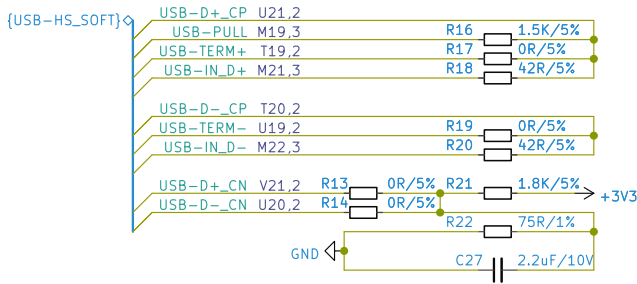 {USB-HS_SOFT}
USB-D+_CP U21,2
USB-PULL M19,3 R16 1.5K/5%
USB-TERM+ T19,2 R17 0R/5%
USB-IN_D+ M21,3 R18 42R/5%
USB-D-_CP T20,2
USB-TERM- U19,2 R19 0R/5%
USB-IN_D- M22,3 R20 42R/5%
USB-D+_CN V21,2 R13 0R/5% R21 1.8K/5% +3V3
USB-D-_CN U20,2 R14 0R/5%
R22 75R/1%
GND
C27 2.2uF/10V